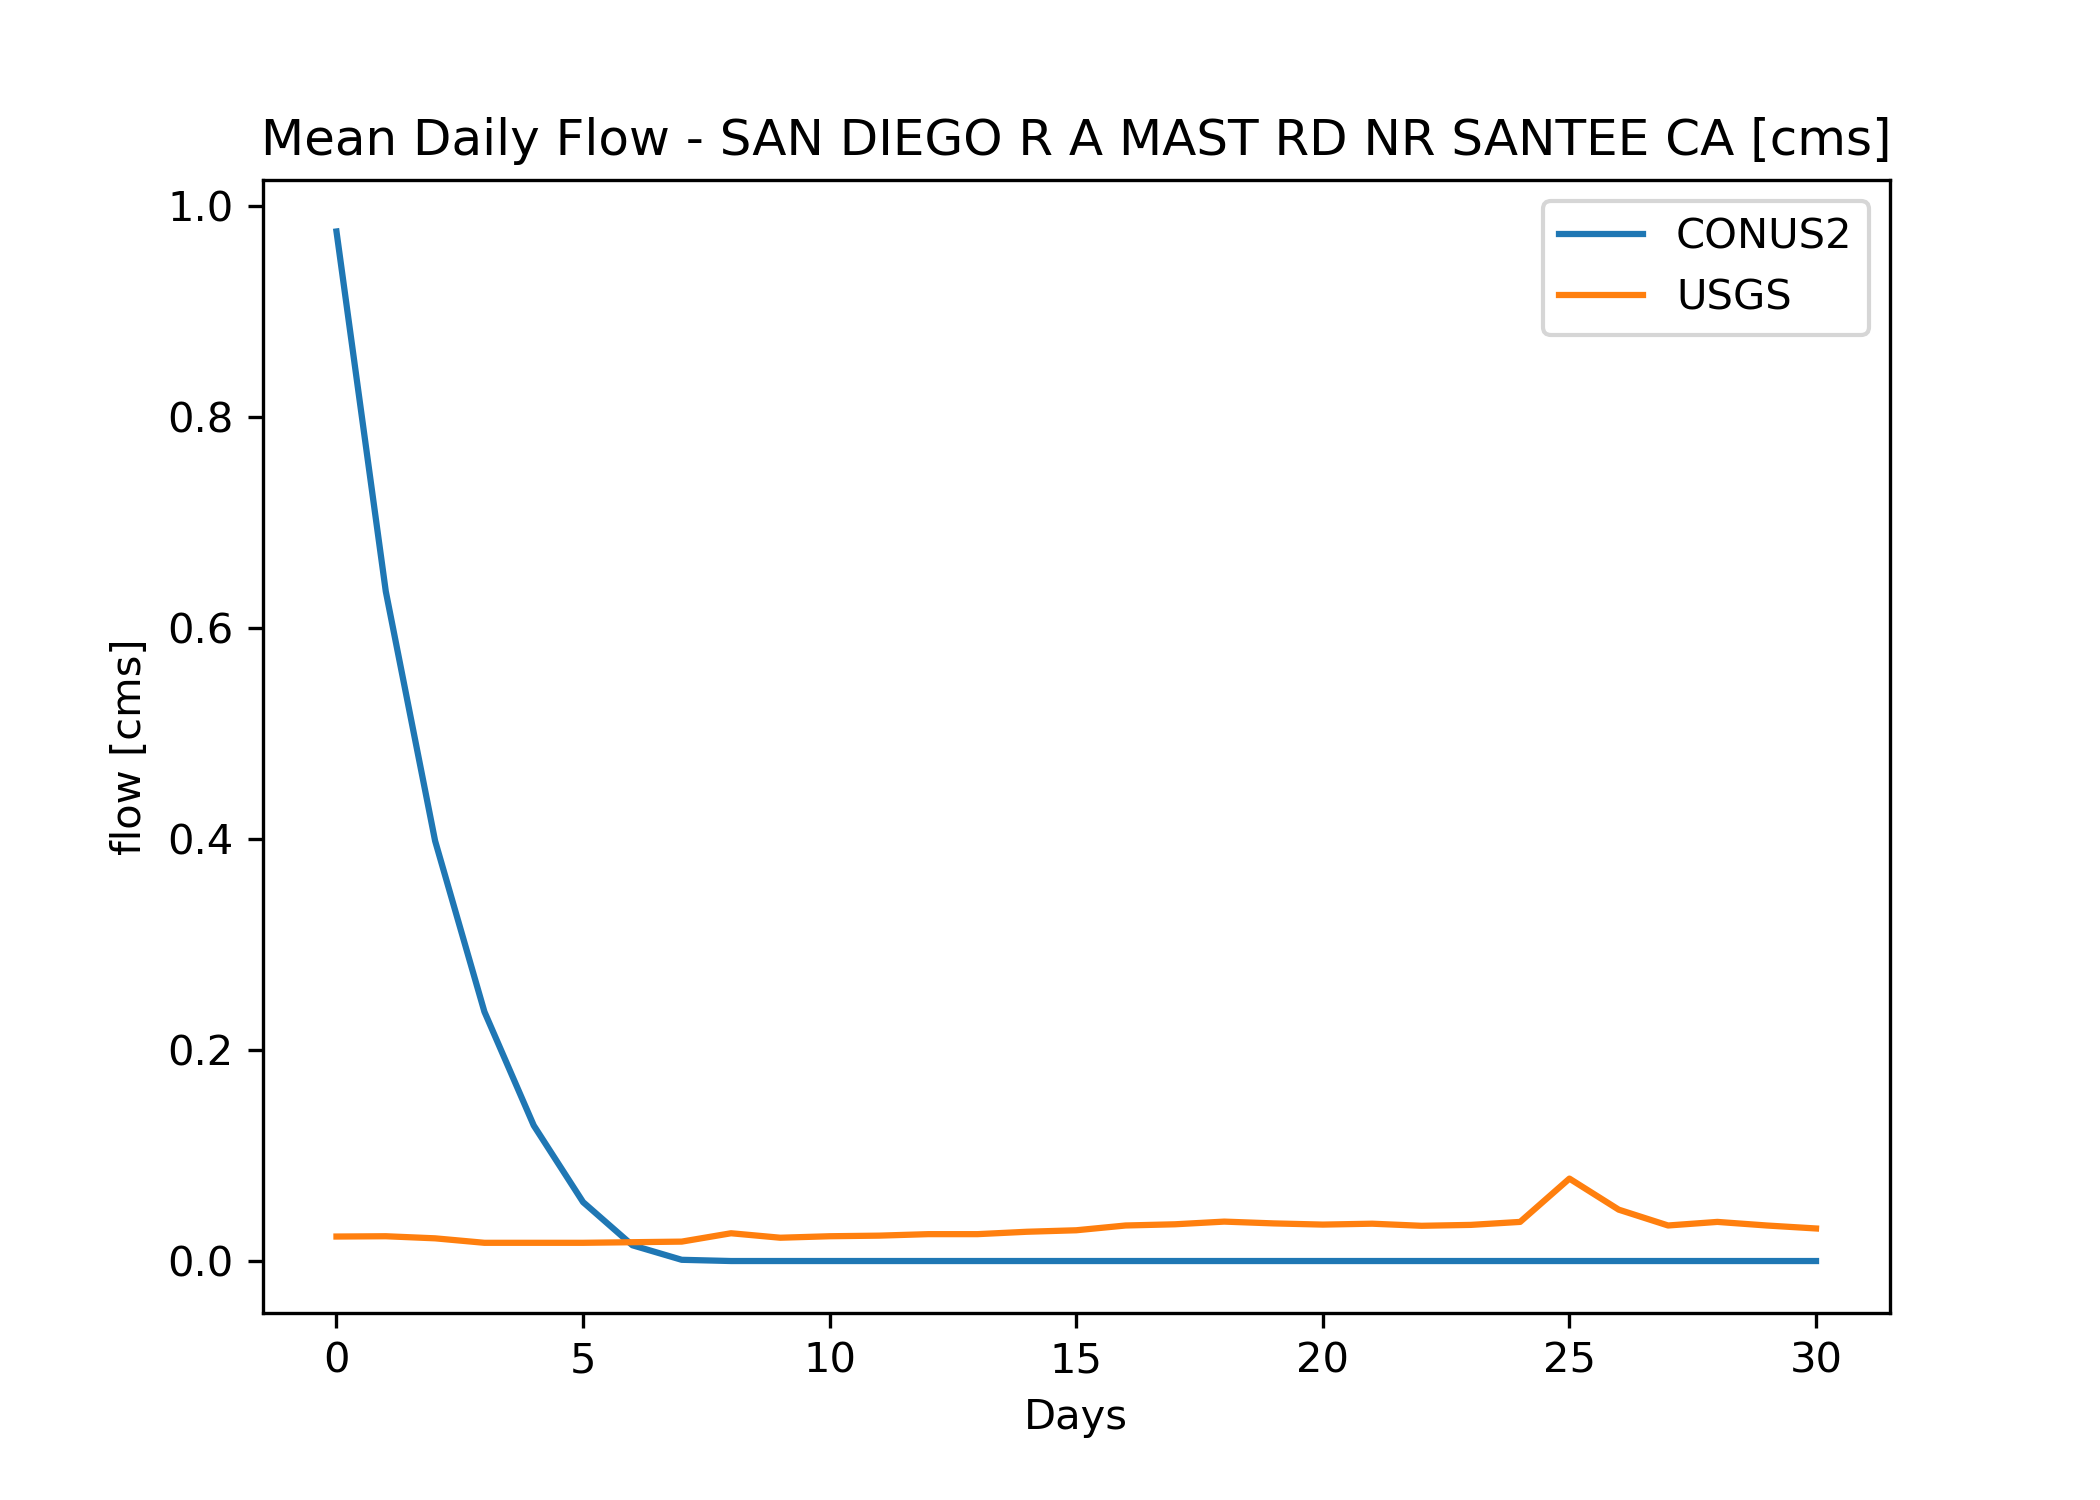 Mean Daily Flow - SAN DIEGO R A MAST RD NR SANTEE CA [cms]
CONUS2
USGS
1.0
0.8
0.6
0.4
0.2
0.0
flow [cms]
0 5 10 15 20 25 30
Days